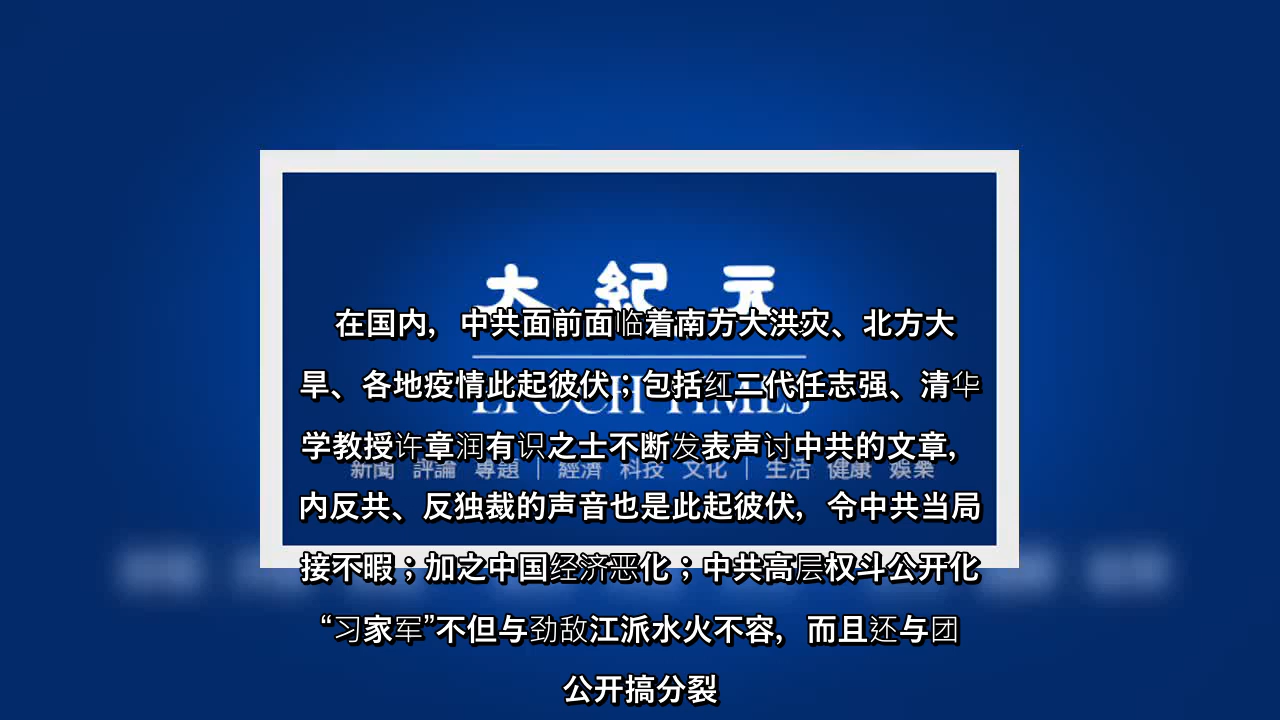 大紀元
在国内，中共面前面临着南方大洪灾、北方大
旱、各地疫情此起彼伏；包括红二代任志强、清华
EPOCH TIMES
学教授许章润有识之士不断发表声讨中共的文章，
新聞 評論 專題 | 經濟 科技 文化 | 生活 健康 娛樂
内反共、反独裁的声音也是此起彼伏，令中共当局
接不暇；加之中国经济恶化；中共高层权斗公开化
“习家军”不但与劲敌江派水火不容，而且还与团
公开搞分裂